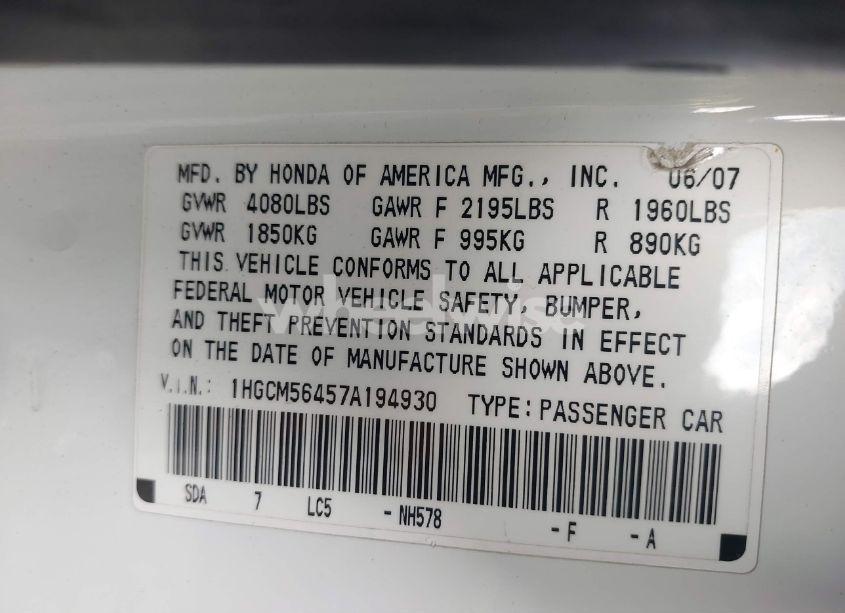 MFD. BY HONDA OF AMERICA MFG., INC. 06/07
GVWR 4080LBS GAWR F 2195LBS R 1960LBS
GVWR 1850KG GAWR F 995KG R 890KG
THIS VEHICLE CONFORMS TO ALL APPLICABLE
FEDERAL MOTOR VEHICLE SAFETY, BUMPER,
AND THEFT PREVENTION STANDARDS IN EFFECT
ON THE DATE OF MANUFACTURE SHOWN ABOVE.
V.I.N.: 1HGCM56457A194930 TYPE: PASSENGER CAR
SDA 7 LC5 -NH578 -F -A